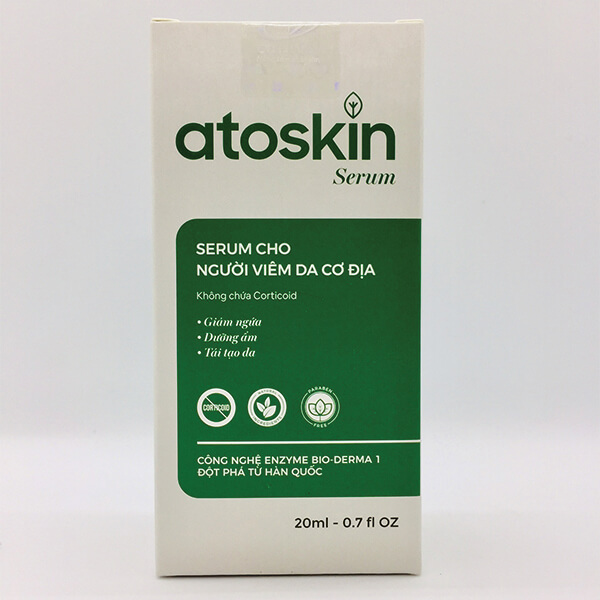 atoskin
Serum
SERUM CHO
NGƯỜI VIÊM DA CƠ ĐỊA
Không chứa Corticoid
• Giảm ngứa
• Dưỡng ẩm
• Tái tạo da
CORTICOID
NATURAL
INGREDIENTS
PARABEN
FREE
CÔNG NGHỆ ENZYME BIO-DERMA 1
ĐỘT PHÁ TỪ HÀN QUỐC
20ml - 0.7 fl OZ